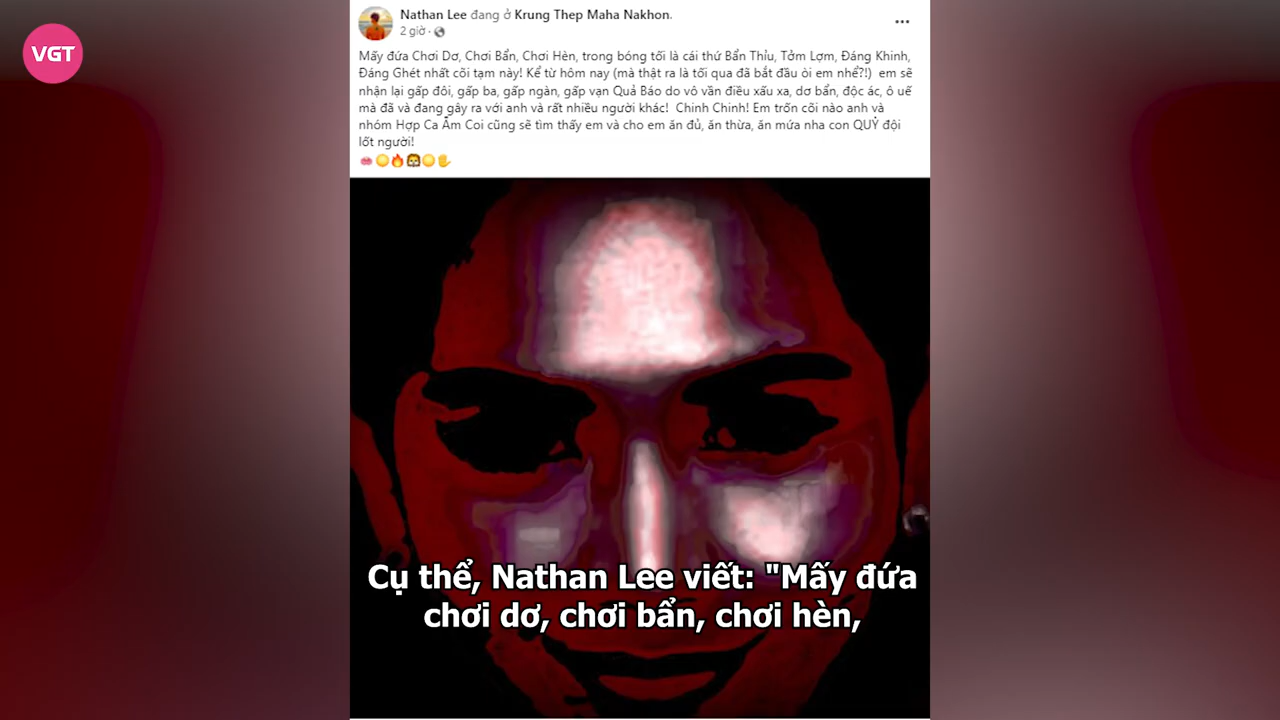 VGT
Nathan Lee đang ở Krung Thep Maha Nakhon.
2 giờ ·
Mấy đứa Chơi Dơ, Chơi Bẩn, Chơi Hèn, trong bóng tối là cái thứ Bẩn Thỉu, Tởm Lợm, Đáng Khinh,
Đáng Ghét nhất cõi tạm này! Kể từ hôm nay (mà thật ra là tối qua đã bắt đầu òi em nhể?!) em sẽ
nhận lại gấp đôi, gấp ba, gấp ngàn, gấp vạn Quả Báo do vô vàn điều xấu xa, dơ bẩn, độc ác, ô uế
mà đã và đang gây ra với anh và rất nhiều người khác! Chinh Chinh! Em trốn cõi nào anh và
nhóm Hợp Ca Âm Coi cũng sẽ tìm thấy em và cho em ăn đủ, ăn thừa, ăn mứa nha con QUỶ đội
lốt người!
Cụ thể, Nathan Lee viết: "Mấy đứa
chơi dơ, chơi bẩn, chơi hèn,